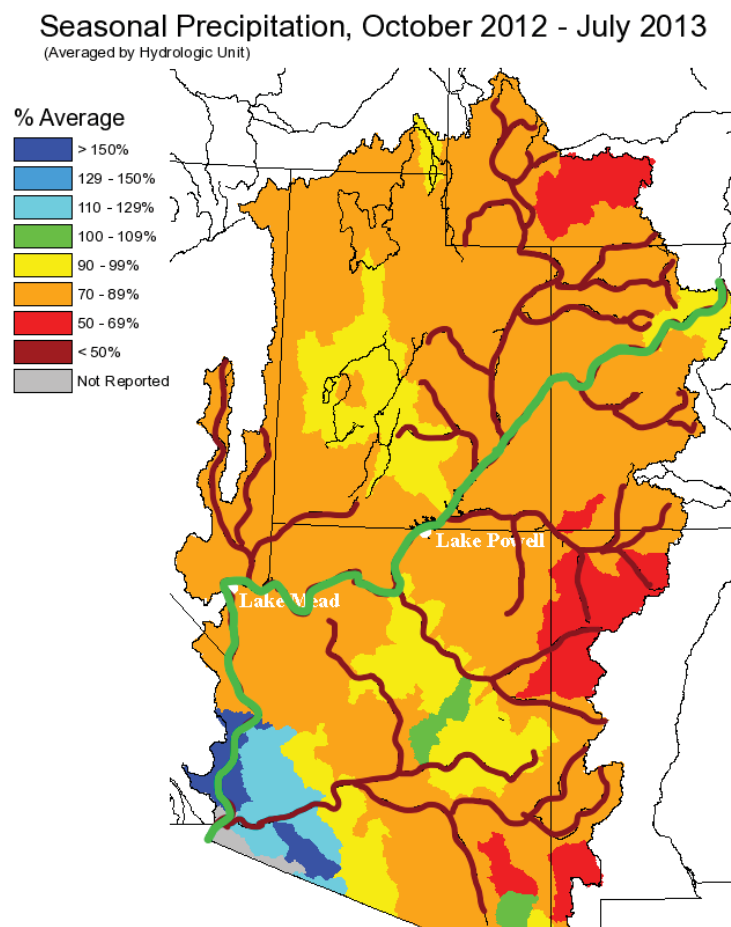 Seasonal Precipitation, October 2012 - July 2013
(Averaged by Hydrologic Unit)
% Average
> 150%
129 - 150%
110 - 129%
100 - 109%
90 - 99%
70 - 89%
50 - 69%
< 50%
Not Reported
Lake Powell
Lake Mead